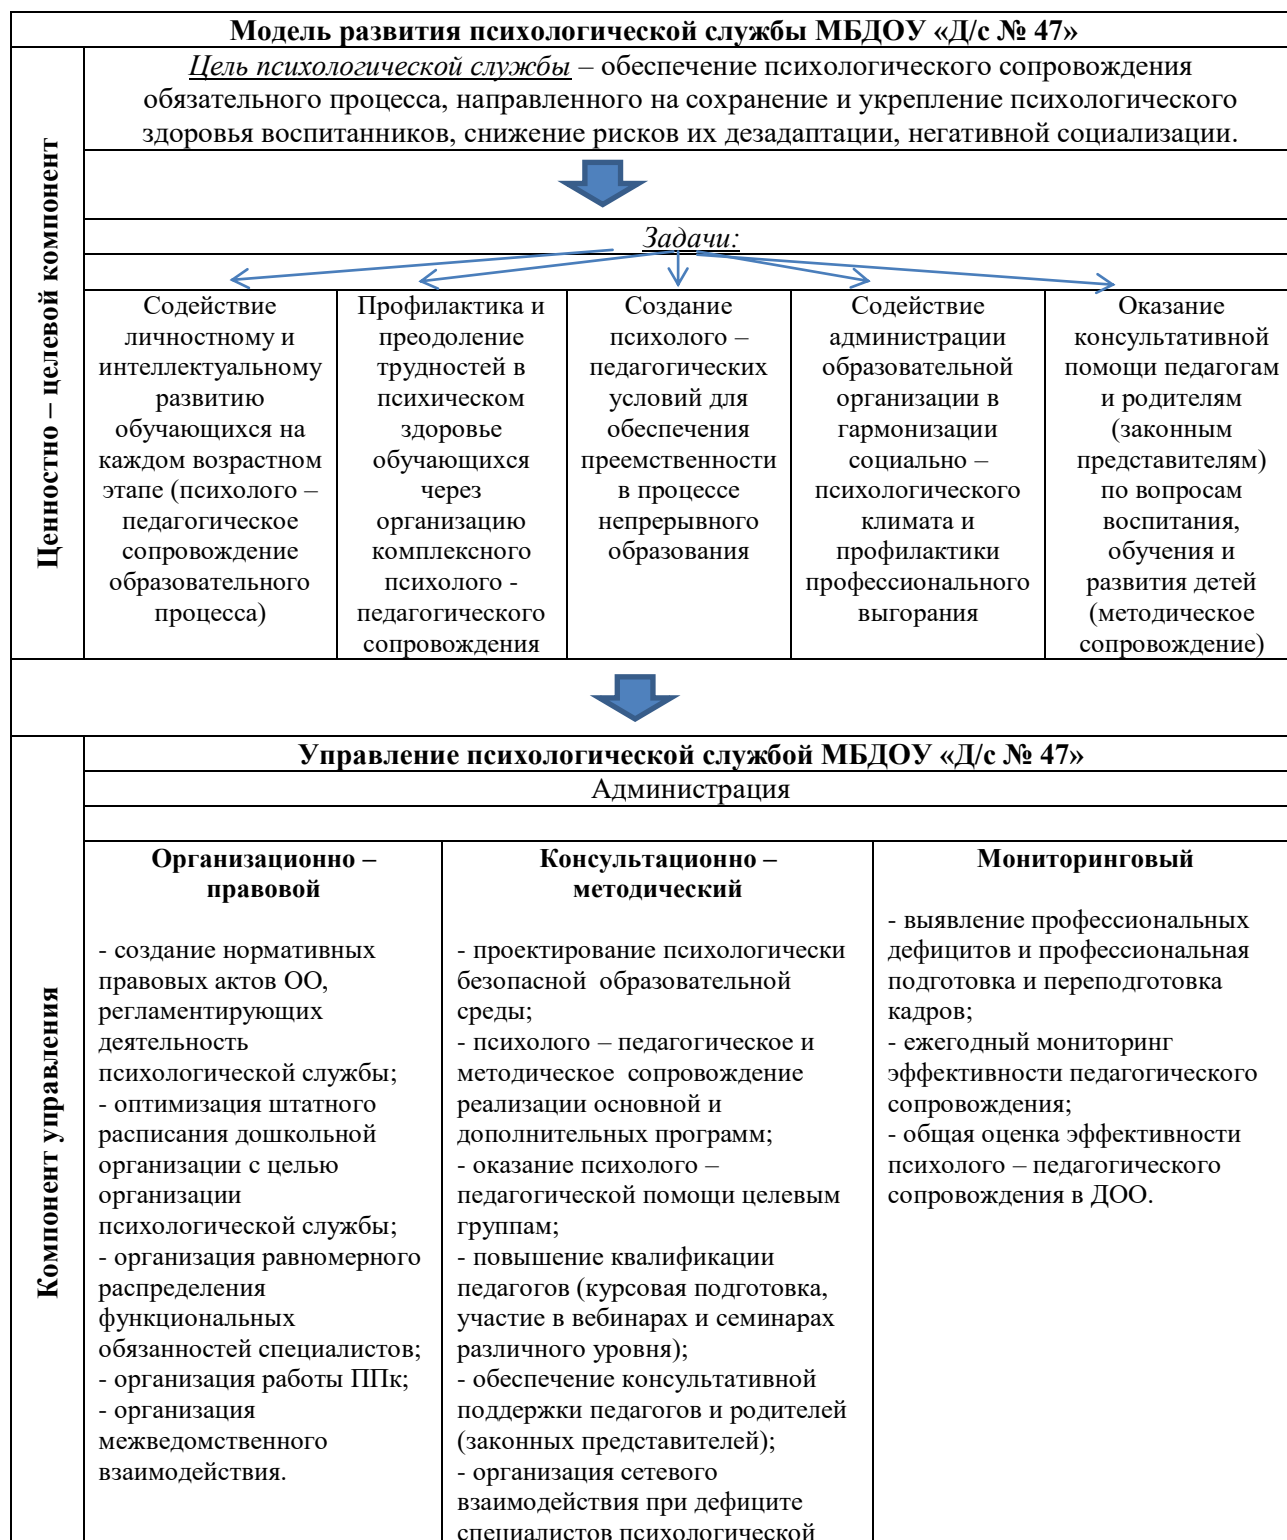 Модель развития психологической службы МБДОУ «Д/с № 47»
Ценностно – целевой компонент
Цель психологической службы – обеспечение психологического сопровождения
обязательного процесса, направленного на сохранение и укрепление психологического
здоровья воспитанников, снижение рисков их дезадаптации, негативной социализации.
Задачи:
Содействие
личностному и
интеллектуальному
развитию
обучающихся на
каждом возрастном
этапе (психолого –
педагогическое
сопровождение
образовательного
процесса)
Профилактика и
преодоление
трудностей в
психическом
здоровье
обучающихся
через
организацию
комплексного
психолого -
педагогического
сопровождения
Создание
психолого –
педагогических
условий для
обеспечения
преемственности
в процессе
непрерывного
образования
Содействие
администрации
образовательной
организации в
гармонизации
социально –
психологического
климата и
профилактики
профессионального
выгорания
Оказание
консультативной
помощи педагогам
и родителям
(законным
представителям)
по вопросам
воспитания,
обучения и
развития детей
(методическое
сопровождение)
Компонент управления
Управление психологической службой МБДОУ «Д/с № 47»
Администрация
Организационно –
правовой
- создание нормативных
правовых актов ОО,
регламентирующих
деятельность
психологической службы;
- оптимизация штатного
расписания дошкольной
организации с целью
организации
психологической службы;
- организация равномерного
распределения
функциональных
обязанностей специалистов;
- организация работы ППк;
- организация
межведомственного
взаимодействия.
Консультационно –
методический
- проектирование психологически
безопасной образовательной
среды;
- психолого – педагогическое и
методическое сопровождение
реализации основной и
дополнительных программ;
- оказание психолого –
педагогической помощи целевым
группам;
- повышение квалификации
педагогов (курсовая подготовка,
участие в вебинарах и семинарах
различного уровня);
- обеспечение консультативной
поддержки педагогов и родителей
(законных представителей);
- организация сетевого
взаимодействия при дефиците
специалистов психологической
Мониторинговый
- выявление профессиональных
дефицитов и профессиональная
подготовка и переподготовка
кадров;
- ежегодный мониторинг
эффективности педагогического
сопровождения;
- общая оценка эффективности
психолого – педагогического
сопровождения в ДОО.